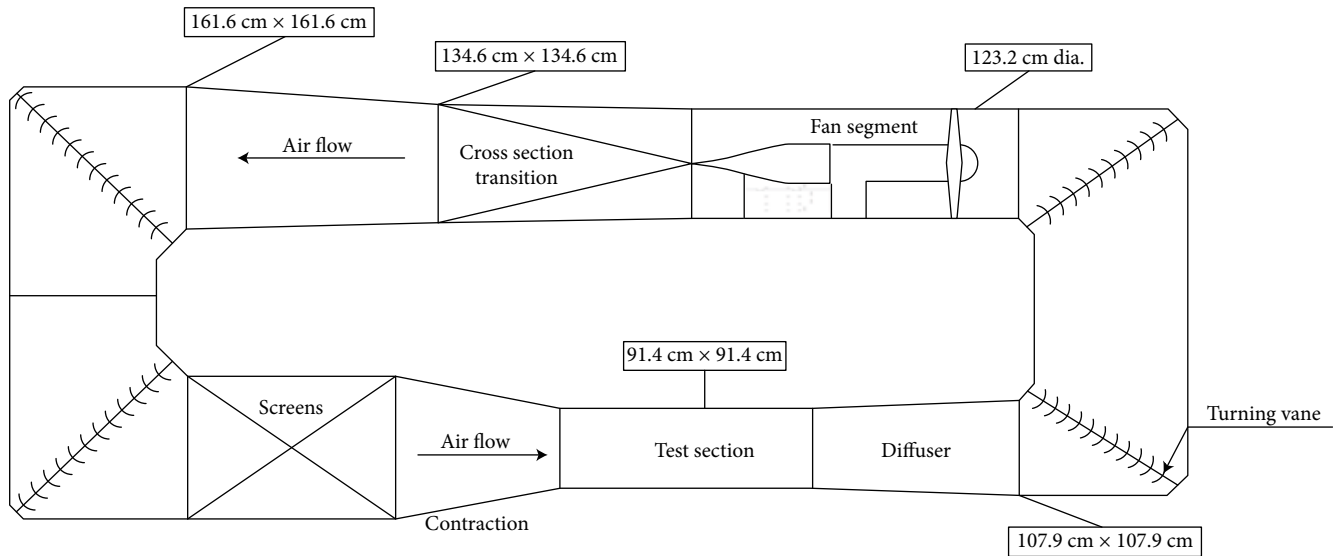 161.6 cm × 161.6 cm
134.6 cm × 134.6 cm
123.2 cm dia.
Fan segment
Air flow
Cross section
transition
91.4 cm × 91.4 cm
Screens
Turning vane
Air flow
Test section
Diffuser
Contraction
107.9 cm × 107.9 cm